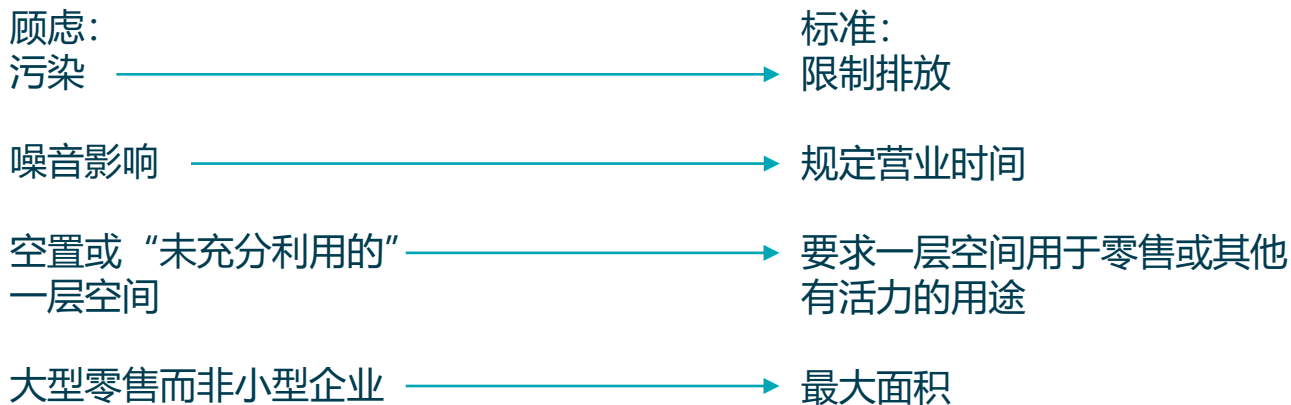 顾虑：
标准：
污染
限制排放
噪音影响
规定营业时间
空置或“未充分利用的”
一层空间
要求一层空间用于零售或其他
有活力的用途
大型零售而非小型企业
最大面积